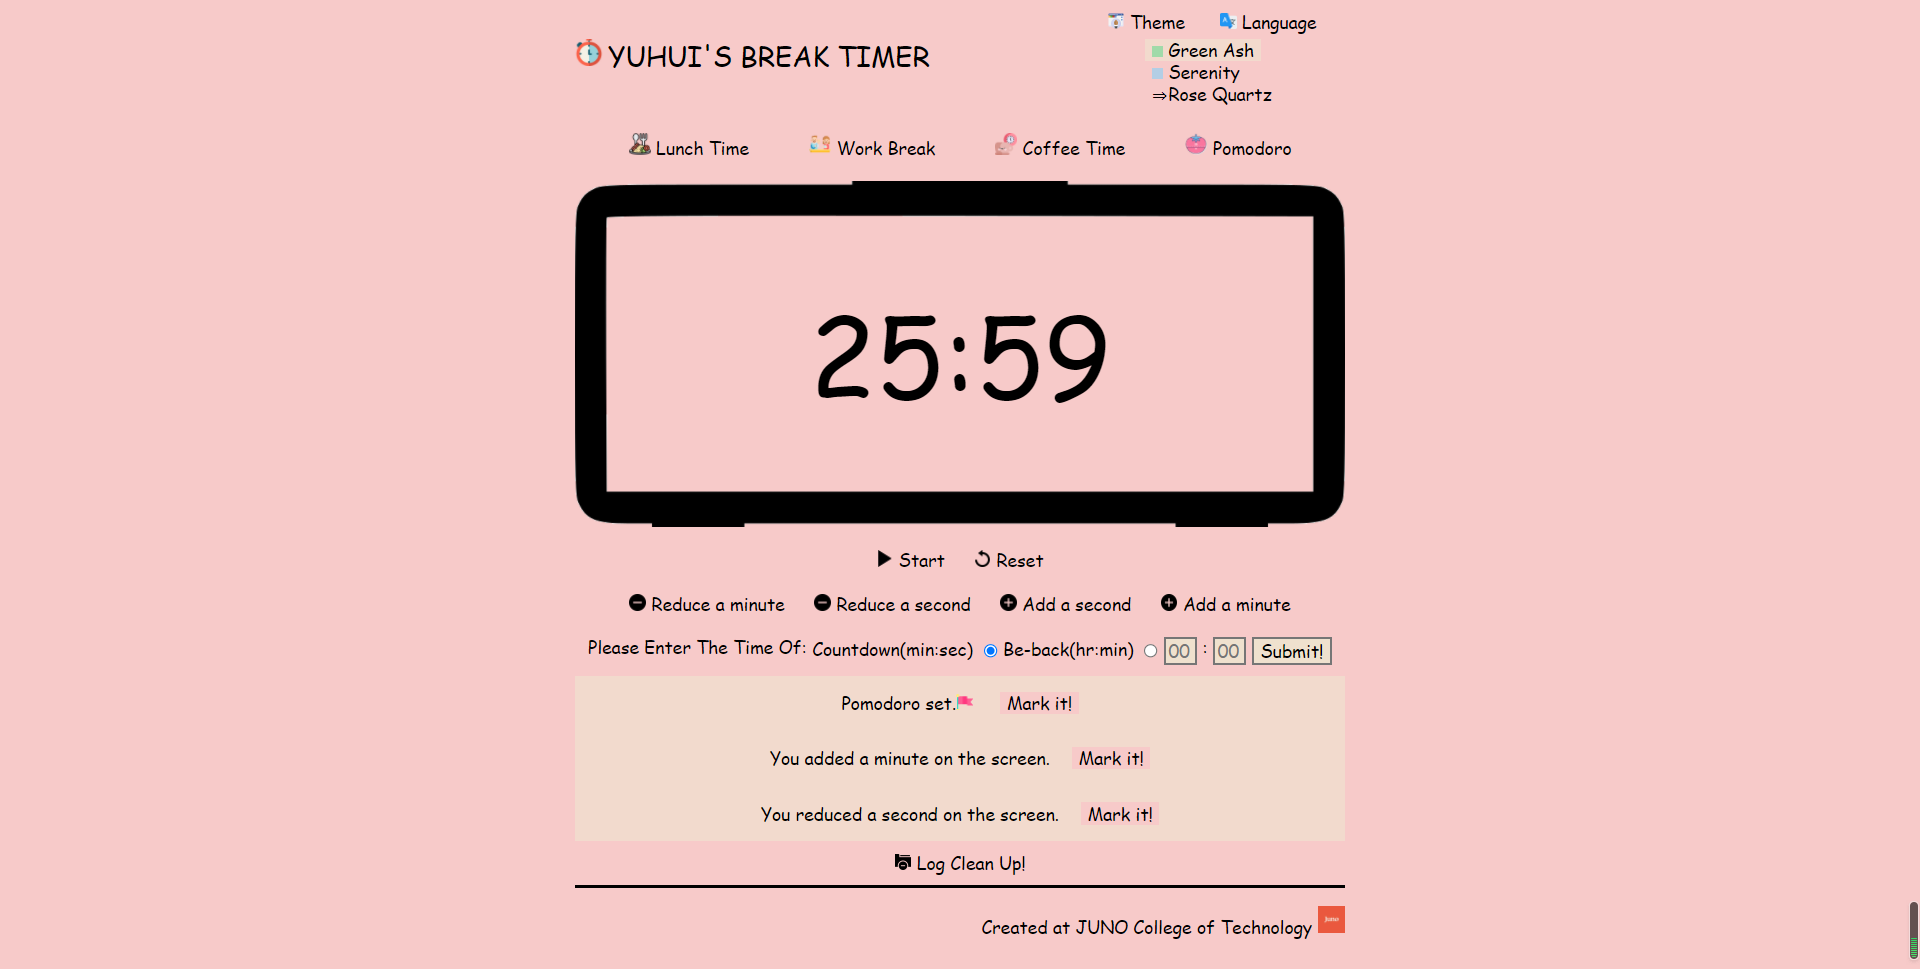 Theme Language
YUHUI'S BREAK TIMER
Green Ash
Serenity
⇒Rose Quartz
Lunch Time Work Break Coffee Time Pomodoro
25:59
Start Reset
Reduce a minute Reduce a second Add a second Add a minute
Please Enter The Time Of: Countdown(min:sec) Be-back(hr:min) 00 : 00 Submit!
Pomodoro set. Mark it!
You added a minute on the screen. Mark it!
You reduced a second on the screen. Mark it!
Log Clean Up!
Created at JUNO College of Technology Juno